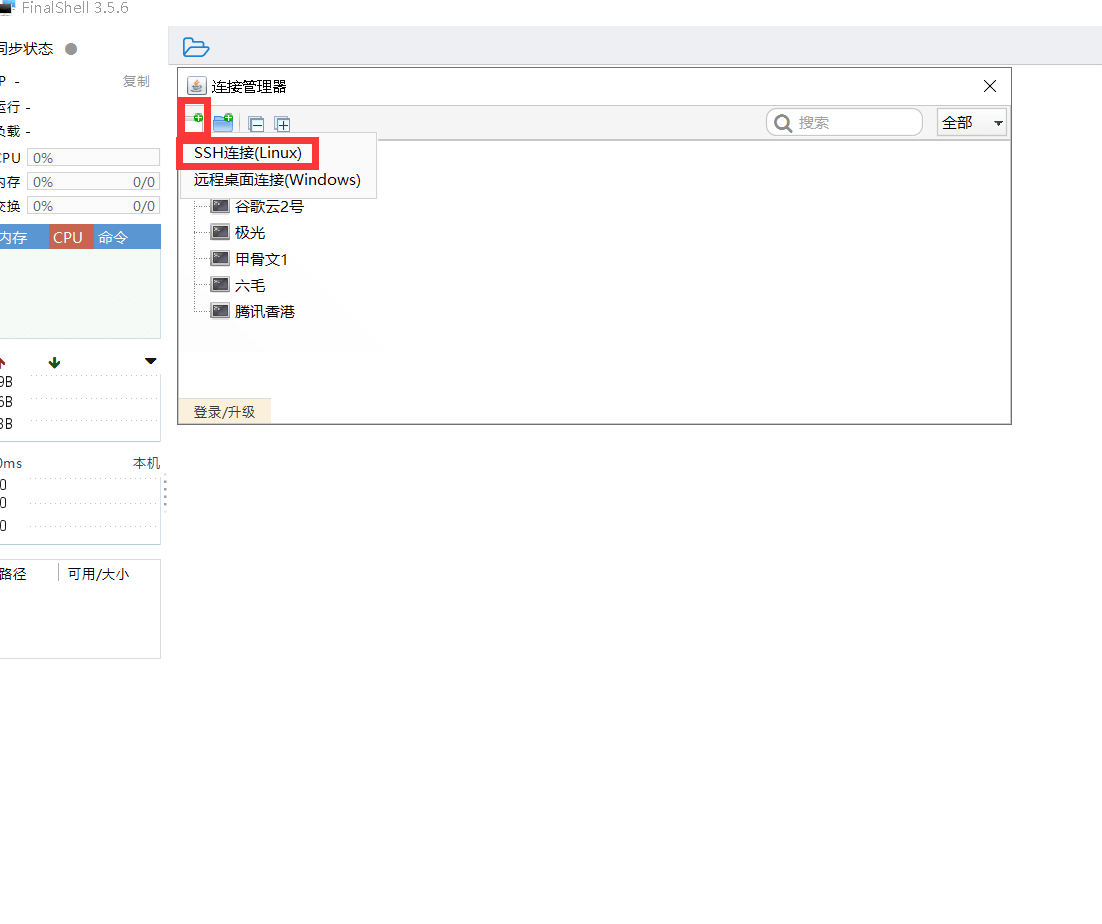 FinalShell 3.5.6
同步状态
P -
复制
运行 -
负载 -
CPU 0%
内存 0% 0/0
交换 0% 0/0
内存 CPU 命令
9B
6B
3B
0ms 本机
0
0
0
路径 可用/大小
连接管理器
搜索 全部
SSH连接(Linux)
远程桌面连接(Windows)
谷歌云2号
极光
甲骨文1
六毛
腾讯香港
登录/升级